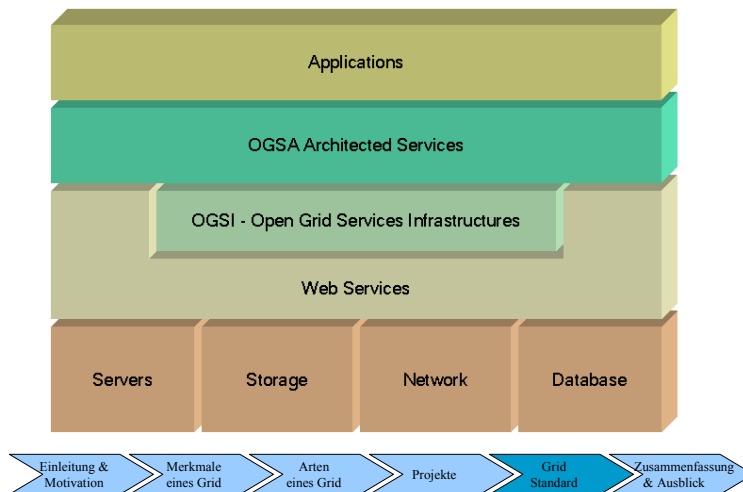 Applications
OGSA Architected Services
OGSI - Open Grid Services Infrastructures
Web Services
Servers
Storage
Network
Database
Einleitung &
Motivation
Merkmale
eines Grid
Arten
eines Grid
Projekte
Grid
Standard
Zusammenfassung
& Ausblick